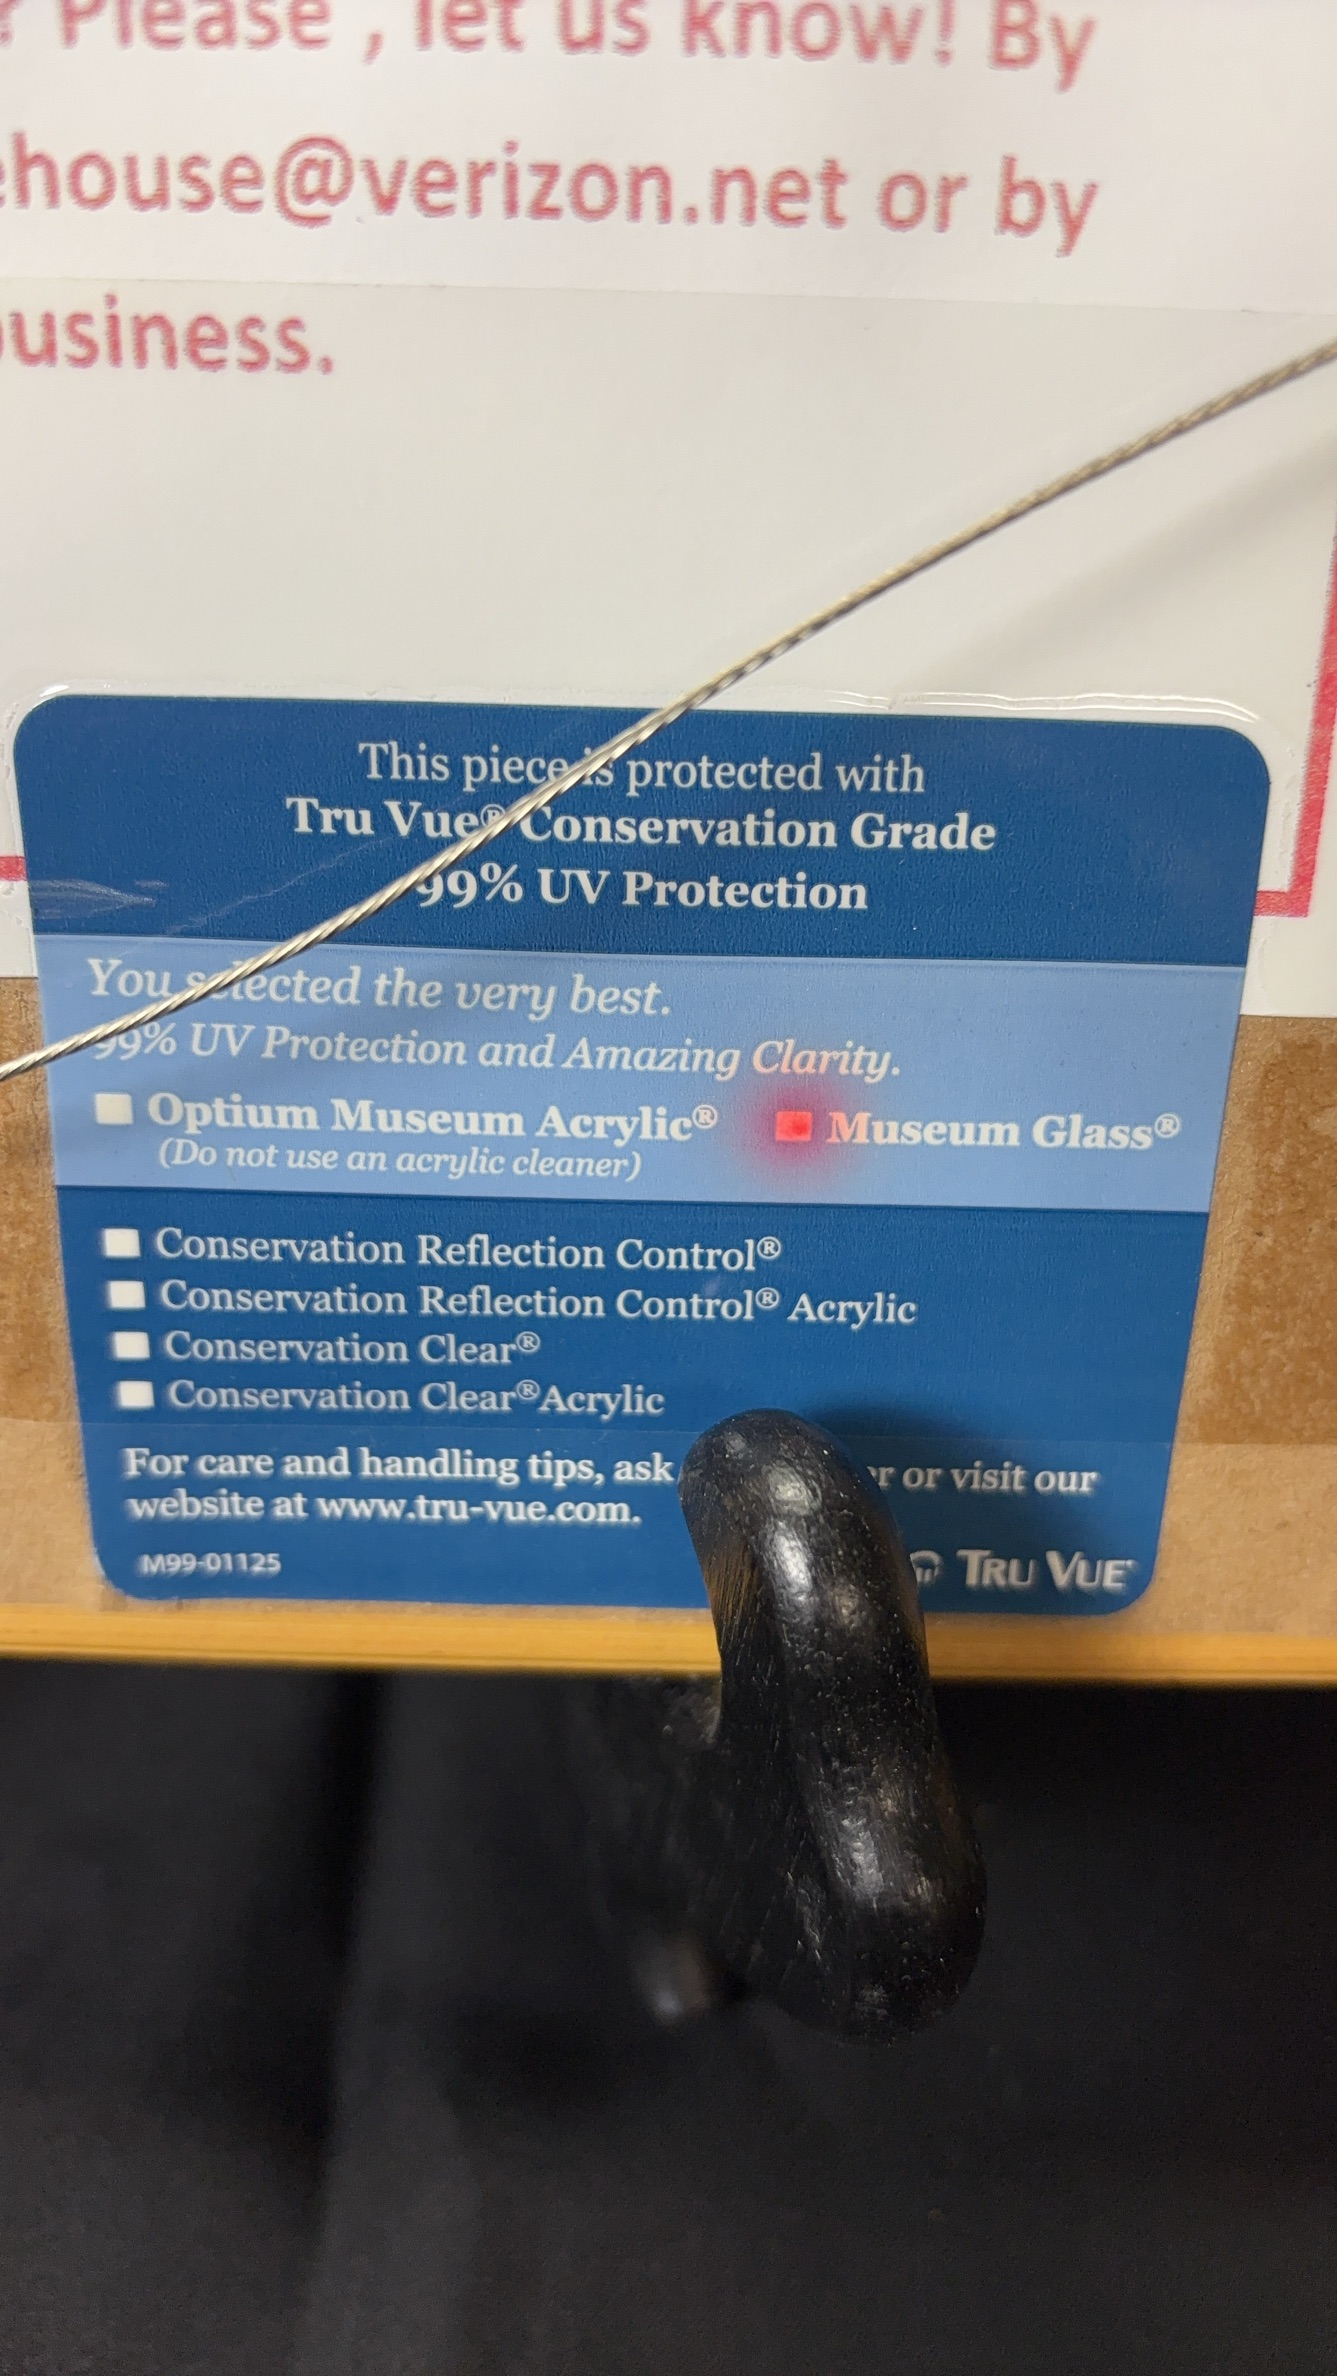 ? Please , let us know! By
ehouse@verizon.net or by
business.
This piece is protected with
Tru Vue® Conservation Grade
99% UV Protection
You selected the very best.
99% UV Protection and Amazing Clarity.
Optium Museum Acrylic® Museum Glass®
(Do not use an acrylic cleaner)
Conservation Reflection Control®
Conservation Reflection Control® Acrylic
Conservation Clear®
Conservation Clear® Acrylic
For care and handling tips, ask or visit our
website at www.tru-vue.com.
M99-01125
TRU VUE